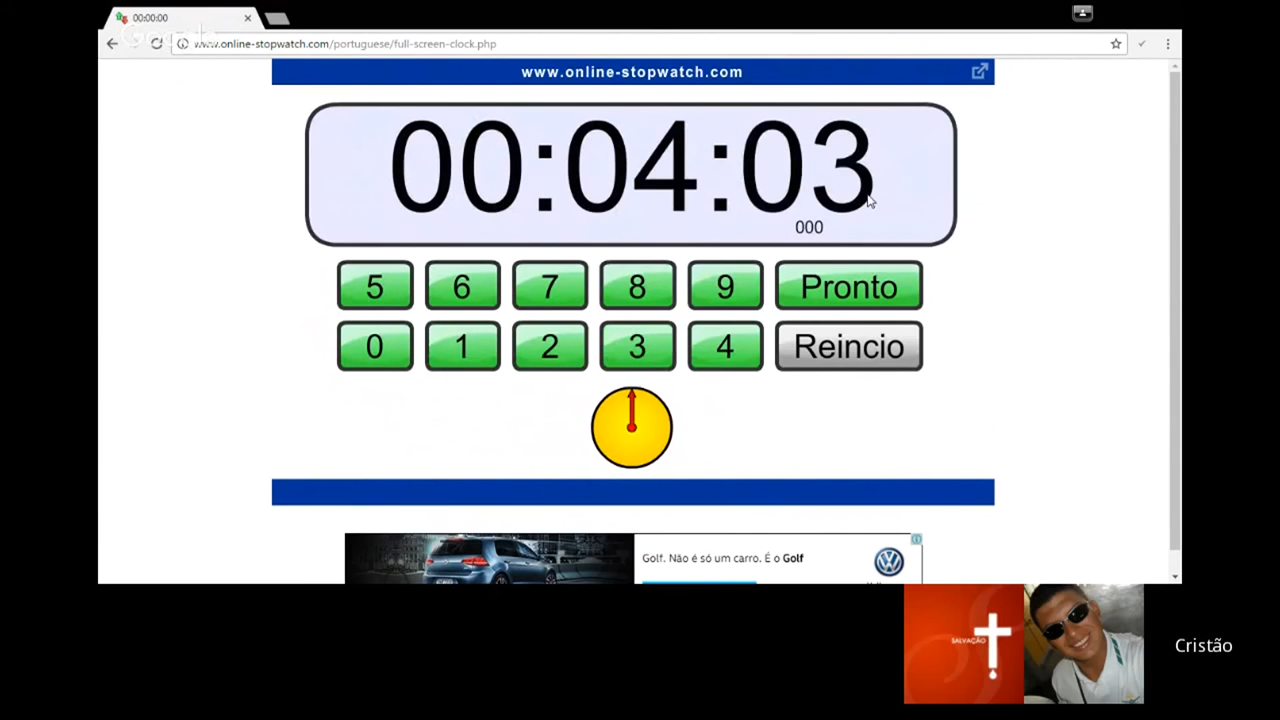 00:00:00
Google
www.online-stopwatch.com/portuguese/full-screen-clock.php
www.online-stopwatch.com
00:04:03
000
5 6 7 8 9 Pronto
0 1 2 3 4 Reincio
Golf. Não é só um carro. É o Golf
SALVAÇÃO
Cristão